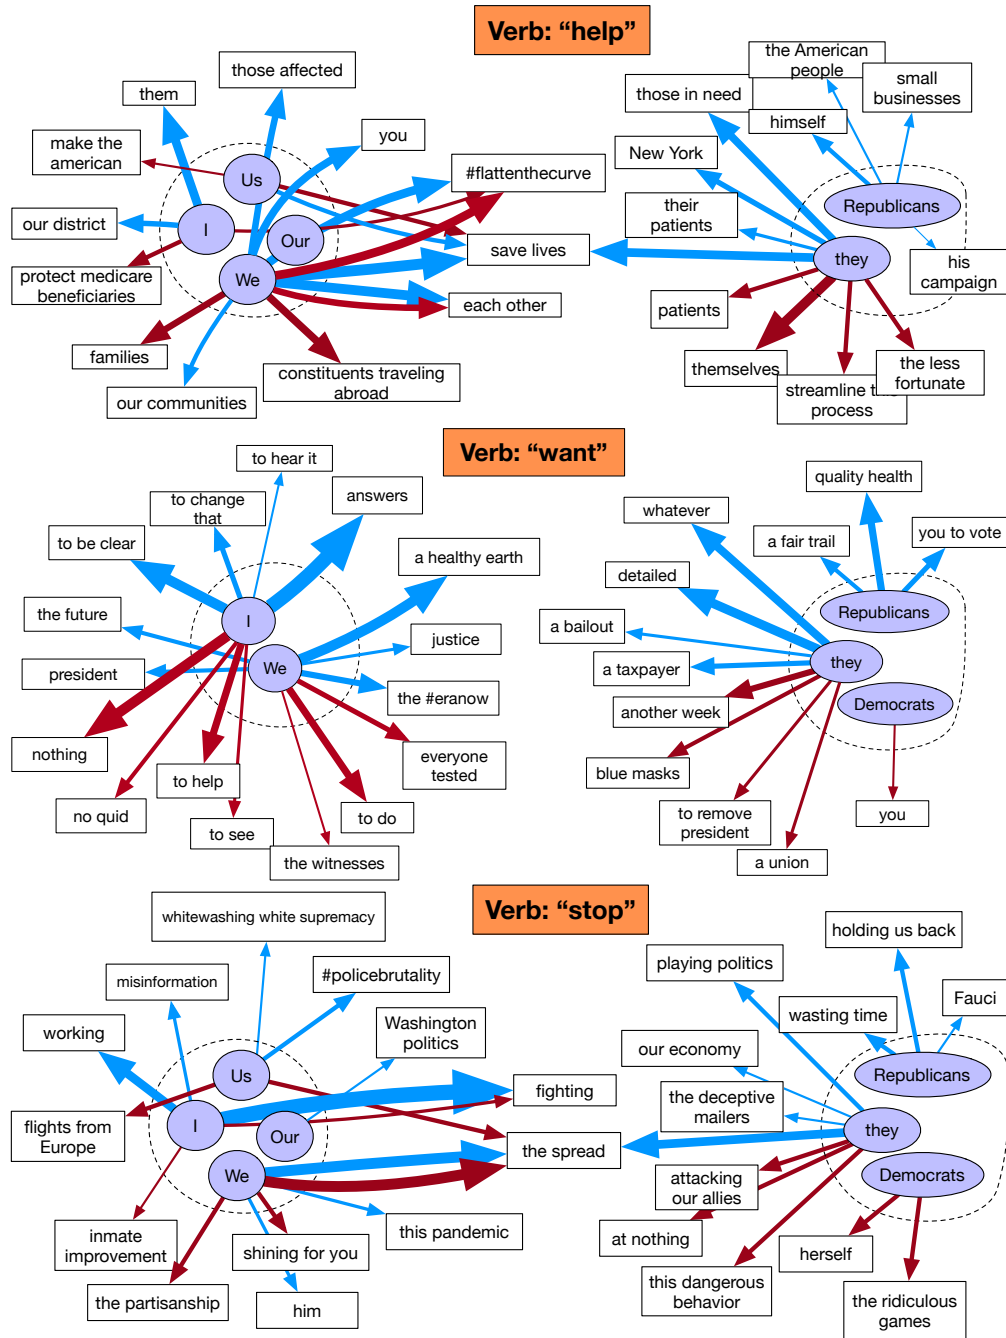 Verb: “help”
those affected
them
you
make the
american
#flattenthecurve
Us
our district
I
Our
save lives
protect medicare
beneficiaries
We
each other
families
constituents traveling
abroad
our communities
the American
people
small
businesses
those in need
himself
New York
Republicans
their
patients
they
his
campaign
patients
themselves
the less
fortunate
streamline this
process
Verb: “want”
to hear it
answers
to change
that
to be clear
a healthy earth
the future
I
justice
president
We
the #eranow
nothing
everyone
tested
to help
no quid
to do
to see
the witnesses
quality health
whatever
you to vote
a fair trail
detailed
Republicans
a bailout
they
a taxpayer
another week
Democrats
blue masks
to remove
president
you
a union
Verb: “stop”
whitewashing white supremacy
#policebrutality
misinformation
Washington
politics
working
Us
fighting
I
Our
flights from
Europe
the spread
We
this pandemic
inmate
improvement
shining for you
the partisanship
him
holding us back
playing politics
Fauci
wasting time
our economy
Republicans
the deceptive
mailers
they
attacking
our allies
Democrats
at nothing
herself
this dangerous
behavior
the ridiculous
games